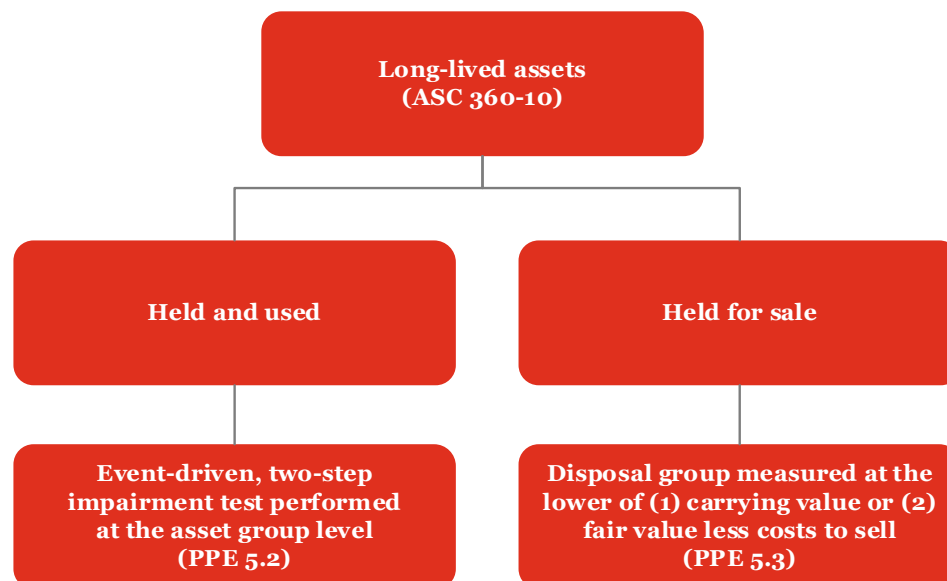 Long-lived assets
(ASC 360-10)
Held and used
Held for sale
Event-driven, two-step
impairment test performed
at the asset group level
(PPE 5.2)
Disposal group measured at the
lower of (1) carrying value or (2)
fair value less costs to sell
(PPE 5.3)